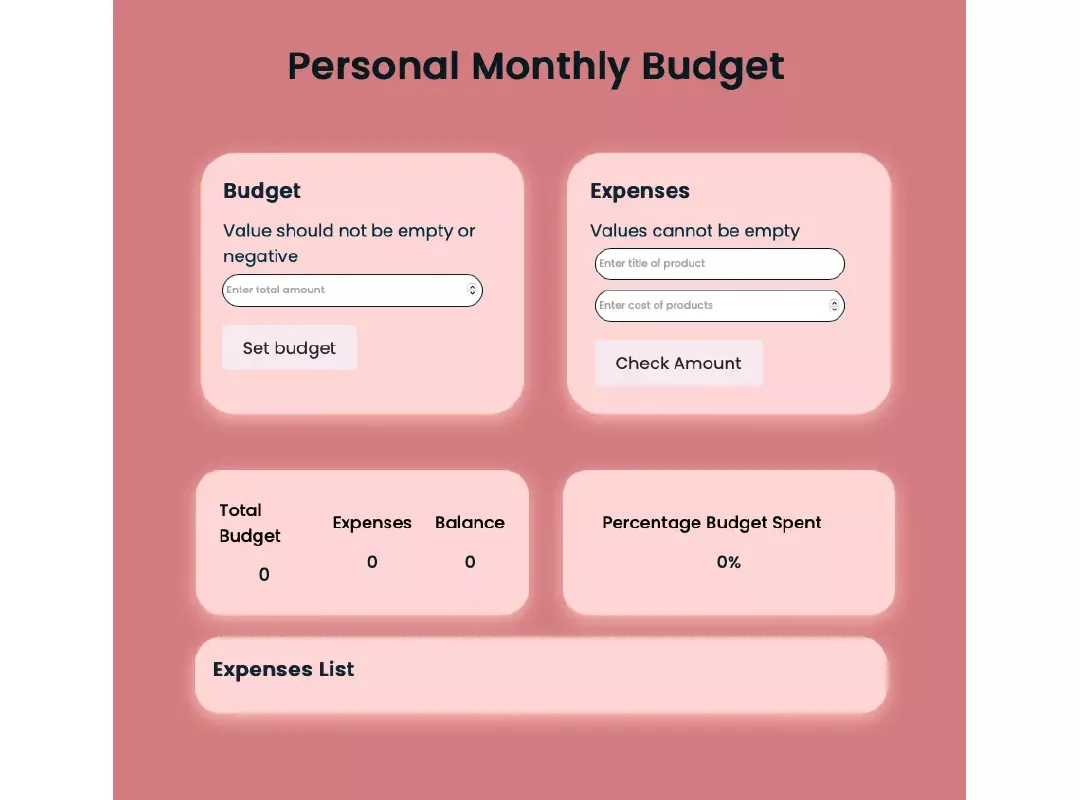 Personal Monthly Budget
Budget
Value should not be empty or
negative
Enter total amount
Set budget
Expenses
Values cannot be empty
Enter title of product
Enter cost of products
Check Amount
Total
Budget
0
Expenses
0
Balance
0
Percentage Budget Spent
0%
Expenses List